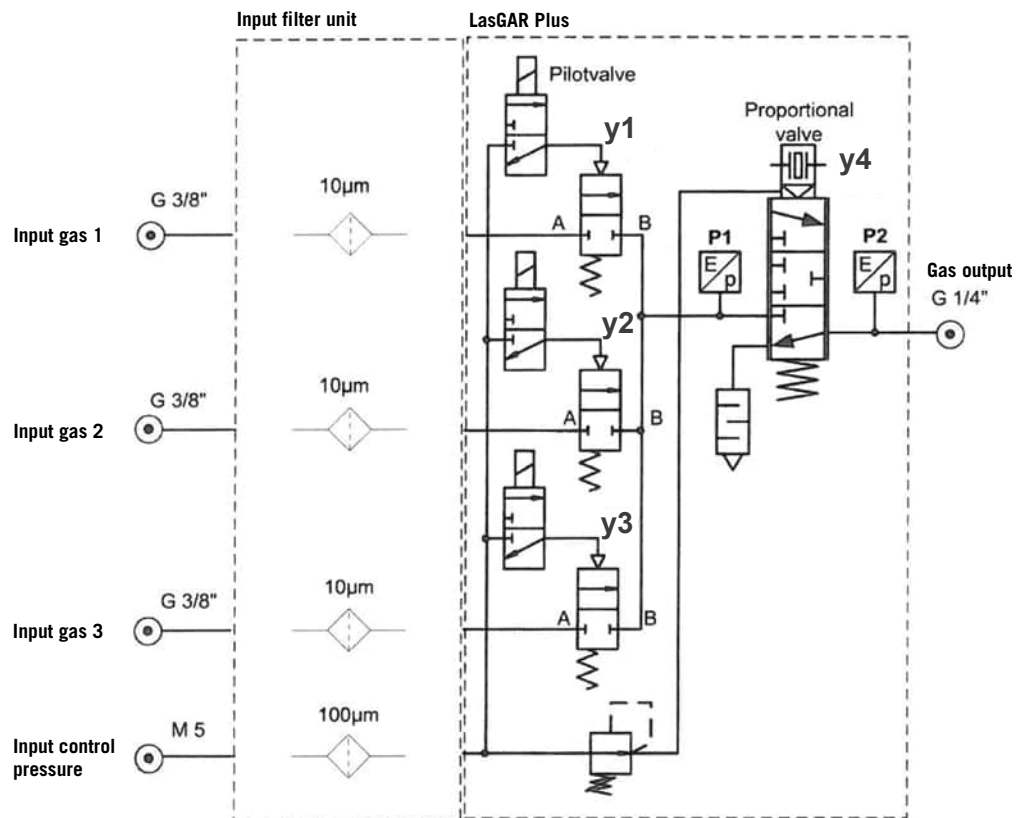 Input filter unit
LasGAR Plus
Pilotvalve
y1
Proportional
valve
y4
G 3/8"
10µm
Input gas 1
A
B
P1
E
p
P2
E
p
Gas output
G 1/4"
y2
G 3/8"
10µm
Input gas 2
A
B
y3
G 3/8"
10µm
Input gas 3
A
B
M 5
100µm
Input control
pressure